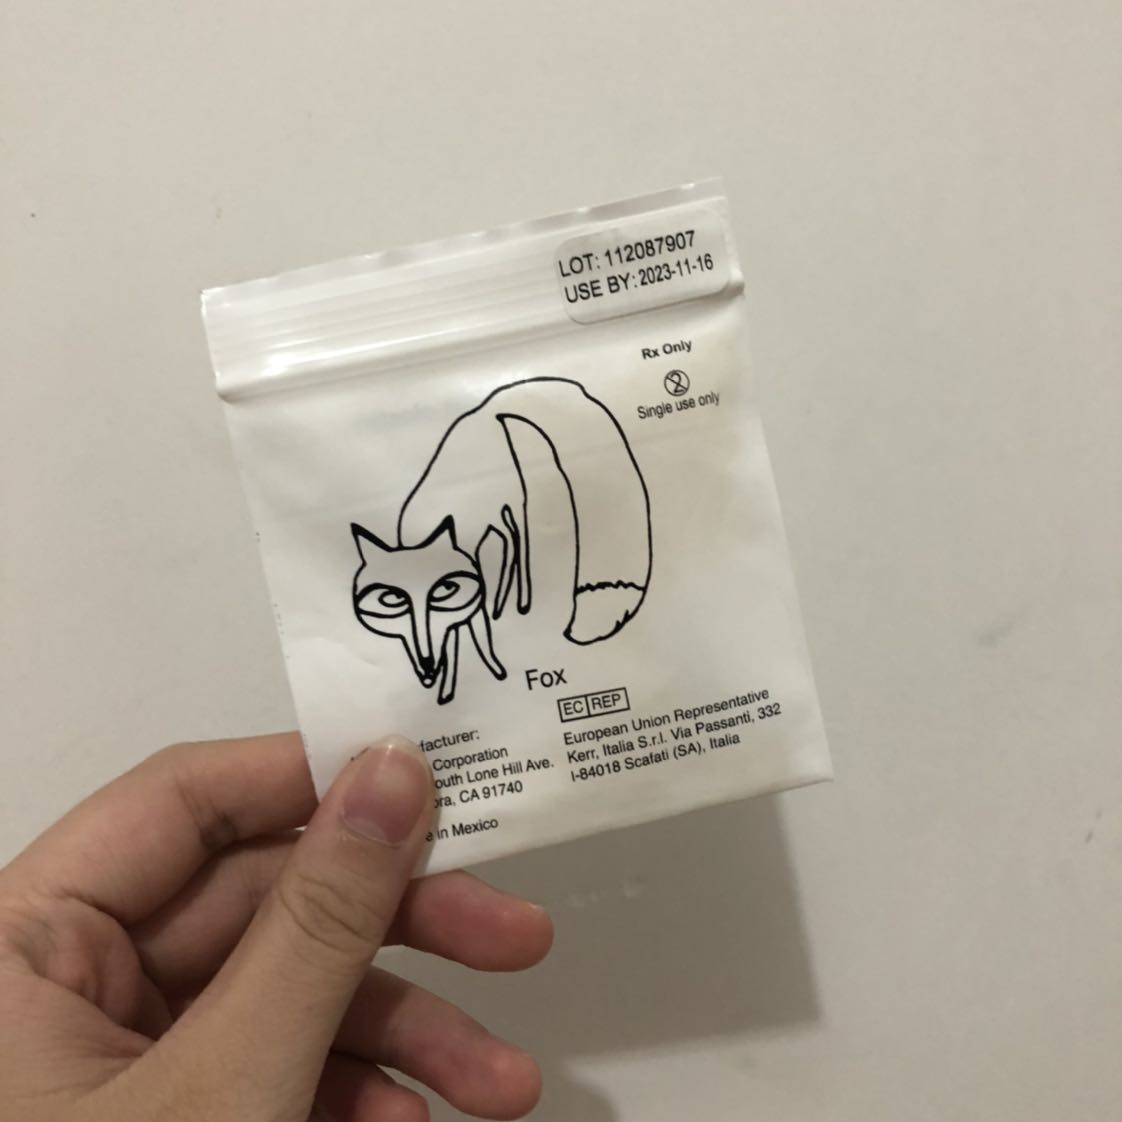 LOT: 112087907
USE BY: 2023-11-16
Rx Only
Single use only
Fox
EC REP
European Union Representative
Kerr, Italia S.r.l. Via Passanti, 332
I-84018 Scafati (SA), Italia
facturer:
Corporation
outh Lone Hill Ave.
ora, CA 91740
in Mexico